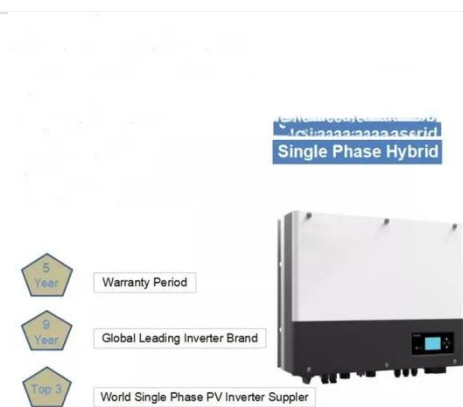 Single Phase Hybrid
5
Year
Warranty Period
9
Year
Global Leading Inverter Brand
Top 3
World Single Phase PV Inverter Suppler